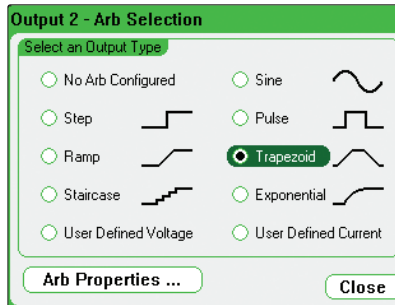 Output 2 - Arb Selection
Select an Output Type
No Arb Configured
Sine
Step
Pulse
Ramp
Trapezoid
Staircase
Exponential
User Defined Voltage
User Defined Current
Arb Properties ...
Close